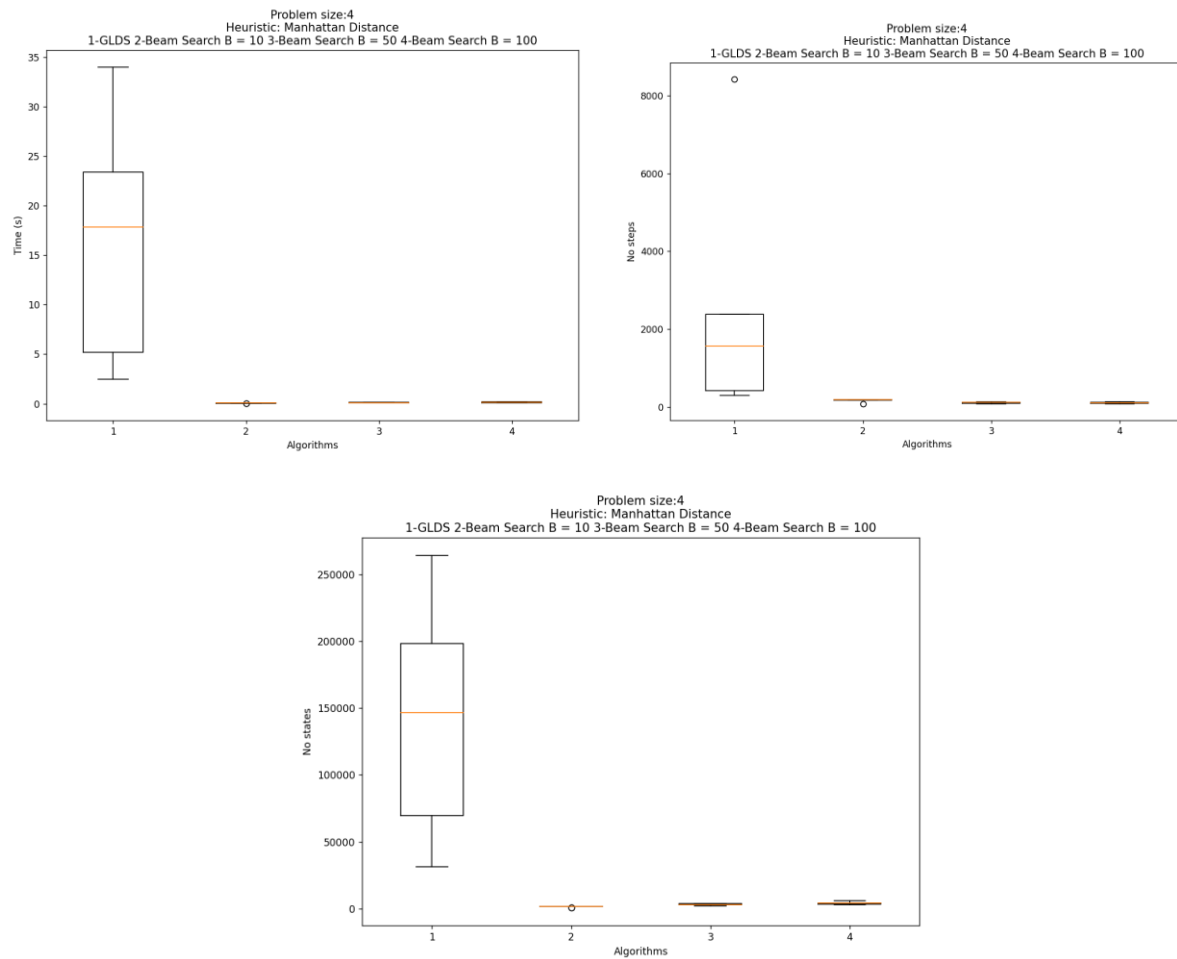 Problem size:4
Heuristic: Manhattan Distance
1-GLDS 2-Beam Search B = 10 3-Beam Search B = 50 4-Beam Search B = 100
35
30
25
20
15
10
5
0
Time (s)
1 2 3 4
Algorithms
Problem size:4
Heuristic: Manhattan Distance
1-GLDS 2-Beam Search B = 10 3-Beam Search B = 50 4-Beam Search B = 100
8000
6000
4000
2000
0
No steps
1 2 3 4
Algorithms
Problem size:4
Heuristic: Manhattan Distance
1-GLDS 2-Beam Search B = 10 3-Beam Search B = 50 4-Beam Search B = 100
250000
200000
150000
100000
50000
0
No states
1 2 3 4
Algorithms